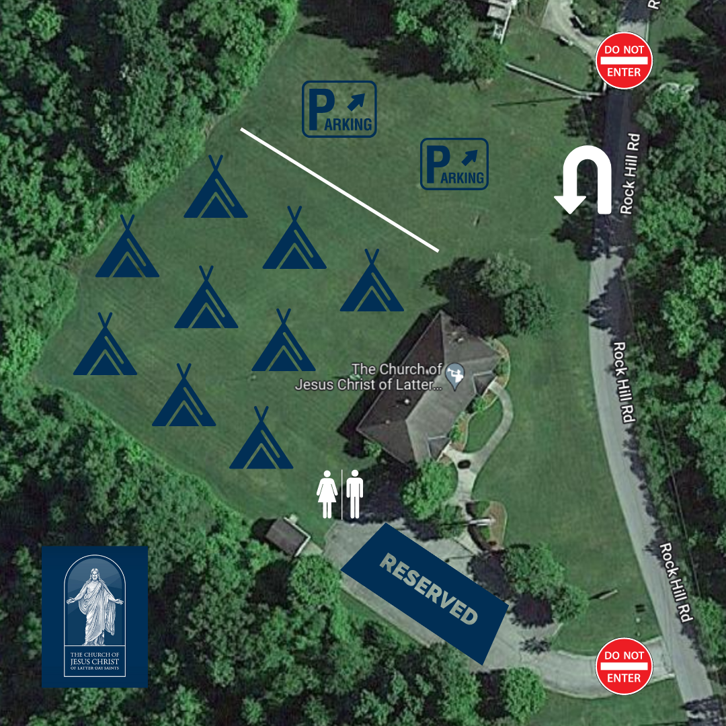 DO NOT
ENTER
R
PARKING
PARKING
Rock Hill Rd
The Church of
Jesus Christ of Latter...
Rock Hill Rd
RESERVED
Rock Hill Rd
THE CHURCH OF
JESUS CHRIST
OF LATTER-DAY SAINTS
DO NOT
ENTER